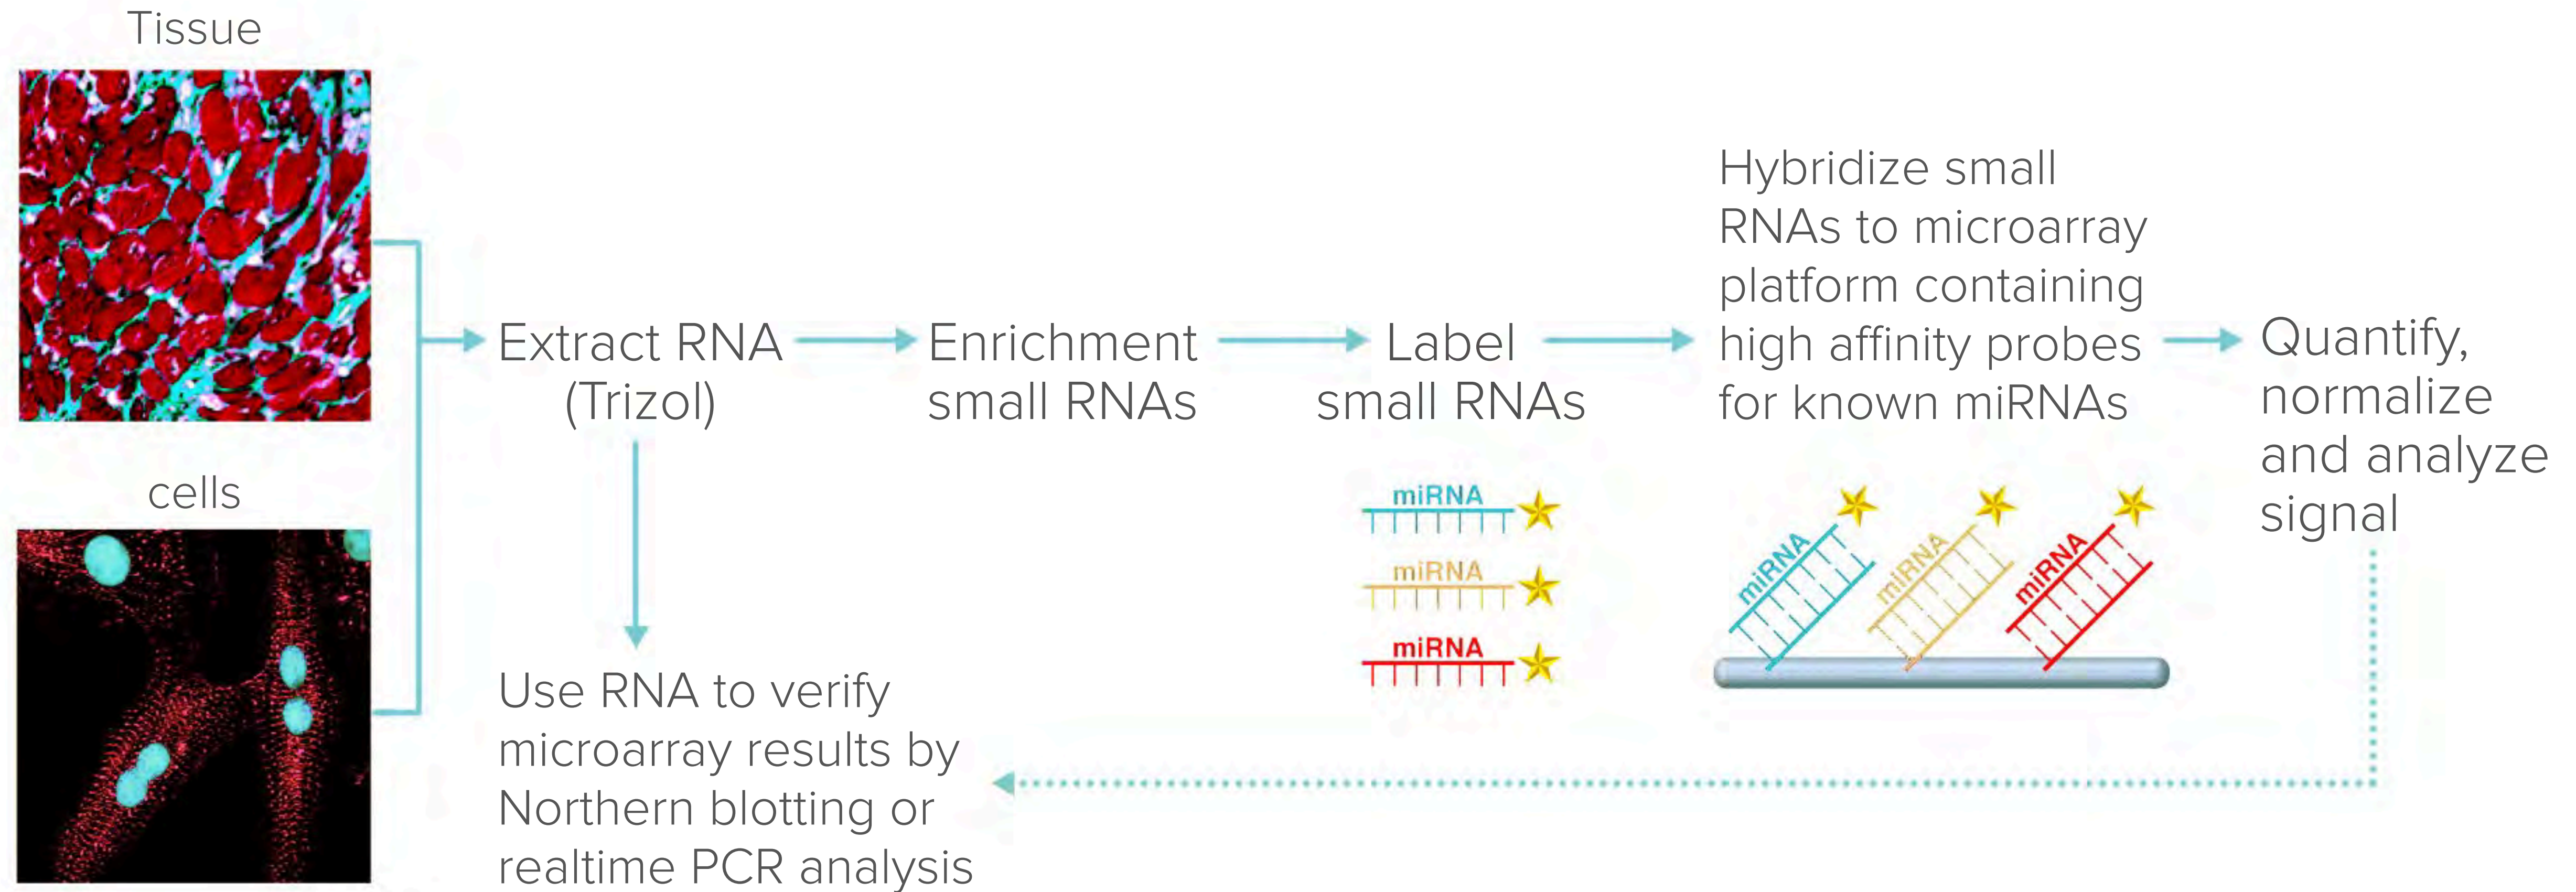 Tissue
cells
Extract RNA
(Trizol)
Enrichment
small RNAs
Label
small RNAs
Hybridize small
RNAs to microarray
platform containing
high affinity probes
for known miRNAs
Quantify,
normalize
and analyze
signal
miRNA
miRNA
miRNA
miRNA
miRNA
miRNA
Use RNA to verify
microarray results by
Northern blotting or
realtime PCR analysis